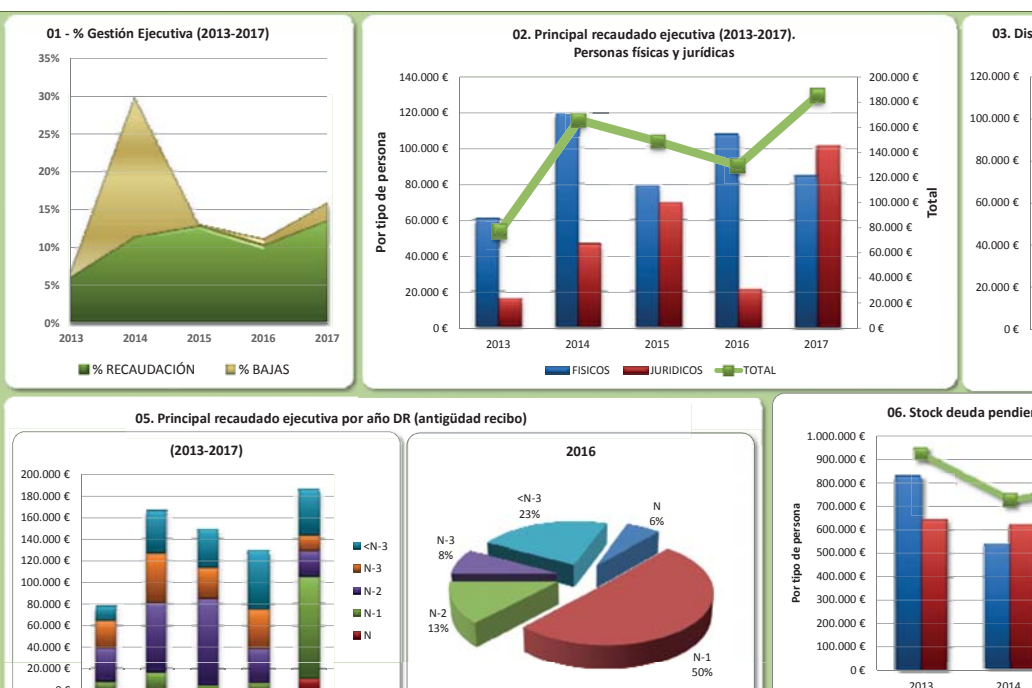 01 - % Gestión Ejecutiva (2013-2017)
35%
30%
25%
20%
15%
10%
5%
0%
2013 2014 2015 2016 2017
% RECAUDACIÓN % BAJAS
02. Principal recaudado ejecutiva (2013-2017).
Personas físicas y jurídicas
Por tipo de persona
140.000 €
120.000 €
100.000 €
80.000 €
60.000 €
40.000 €
20.000 €
0 €
200.000 €
180.000 €
160.000 €
140.000 €
120.000 €
100.000 €
80.000 €
60.000 €
40.000 €
20.000 €
0 €
Total
2013 2014 2015 2016 2017
FISICOS JURIDICOS TOTAL
03. Dis
120.000 €
100.000 €
80.000 €
60.000 €
40.000 €
20.000 €
0 €
05. Principal recaudado ejecutiva por año DR (antigüdad recibo)
(2013-2017)
200.000 €
180.000 €
160.000 €
140.000 €
120.000 €
100.000 €
80.000 €
60.000 €
40.000 €
20.000 €
<N-3
N-3
N-2
N-1
N
2016
<N-3
23%
N
6%
N-3
8%
N-2
13%
N-1
50%
06. Stock deuda pendien
Por tipo de persona
1.000.000 €
900.000 €
800.000 €
700.000 €
600.000 €
500.000 €
400.000 €
300.000 €
200.000 €
100.000 €
0 €
2013 2014